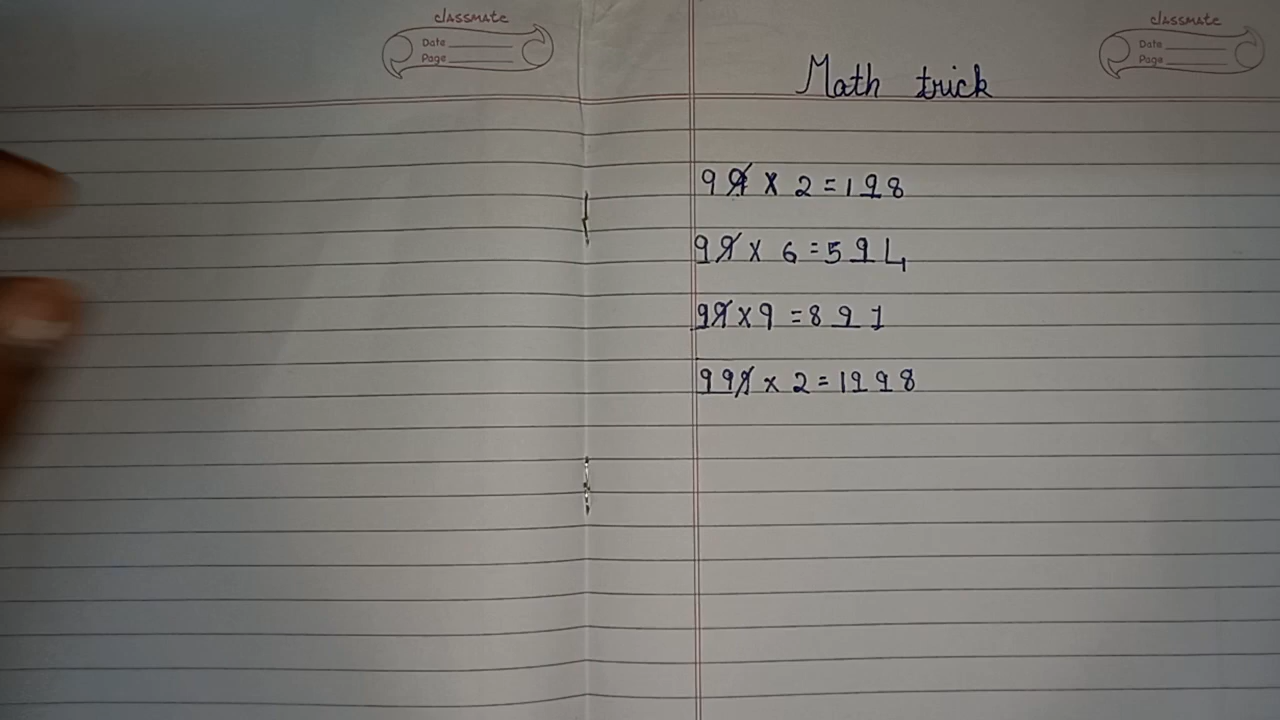 classmate
Date
Page
classmate
Date
Page
Math trick
99 x 2 = 198
99 x 6 = 594
99 x 9 = 891
999 x 2 = 1998